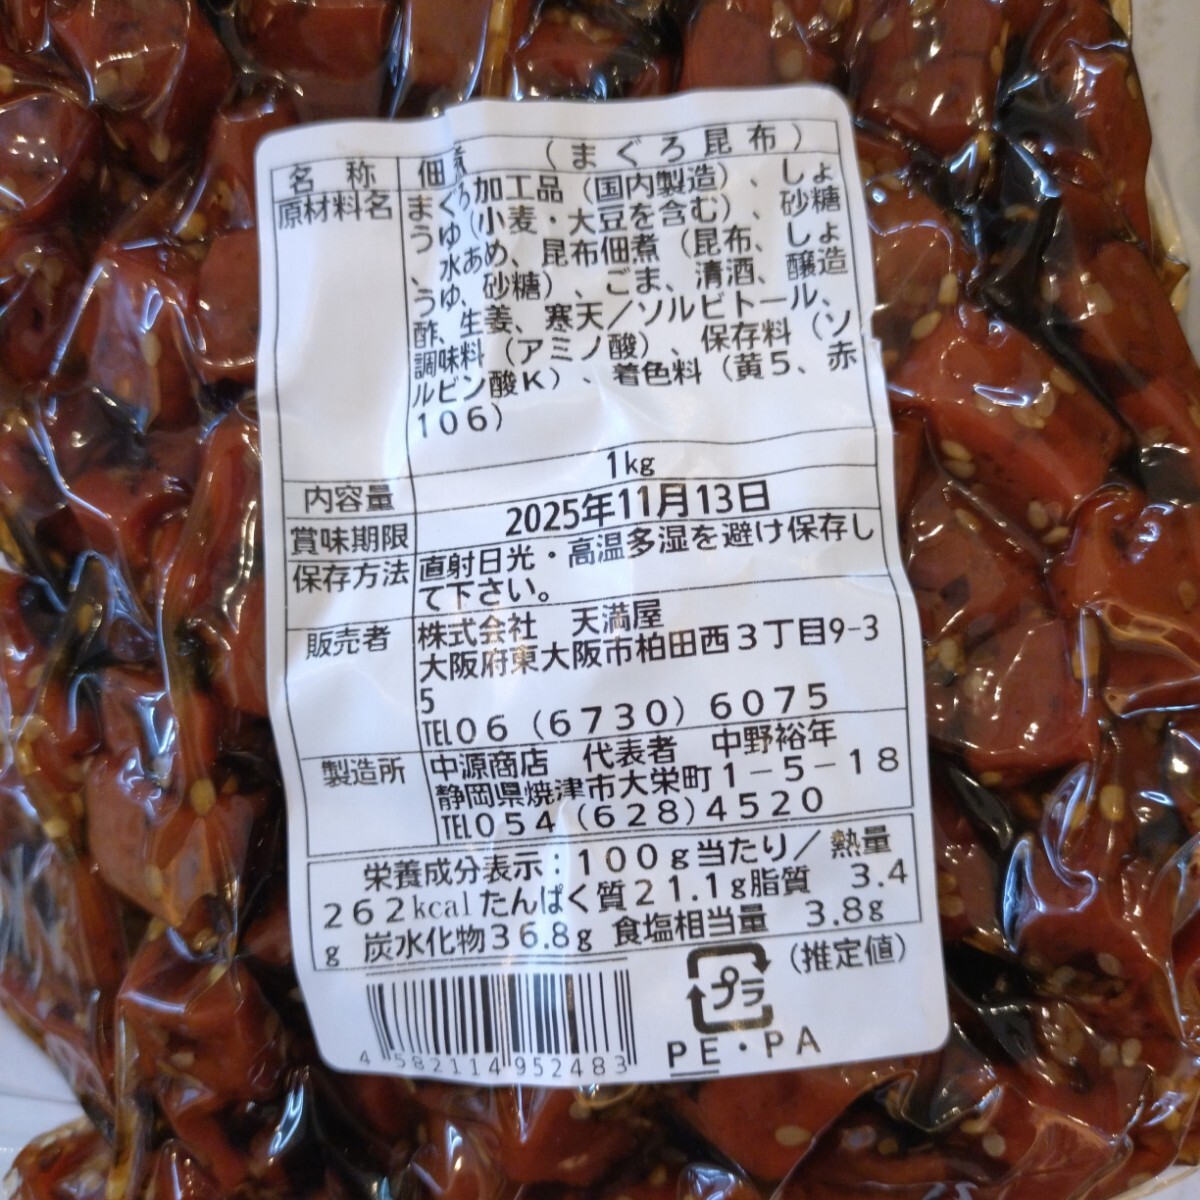 名称 佃煮 (まぐろ昆布)
原材料名 まぐろ加工品(国内製造)、しょ
うゆ(小麦・大豆を含む)、砂糖
、水あめ、昆布佃煮(昆布、しょ
うゆ、砂糖)、ごま、清酒、醸造
酢、生姜、寒天/ソルビトール、
調味料(アミノ酸)、保存料(ソ
ルビン酸K)、着色料(黄5、赤
106)
内容量 1kg
賞味期限 2025年11月13日
保存方法 直射日光・高温多湿を避け保存し
て下さい。
販売者 株式会社 天満屋
大阪府東大阪市柏田西3丁目9-3
5
TEL06(6730)6075
製造所 中源商店 代表者 中野裕年
静岡県焼津市大栄町1-5-18
TEL054(628)4520
栄養成分表示:100g当たり/熱量
262kcalたんぱく質21.1g脂質 3.4
g 炭水化物36.8g 食塩相当量 3.8g
(推定値)
プラ
PE・PA
4582114952483